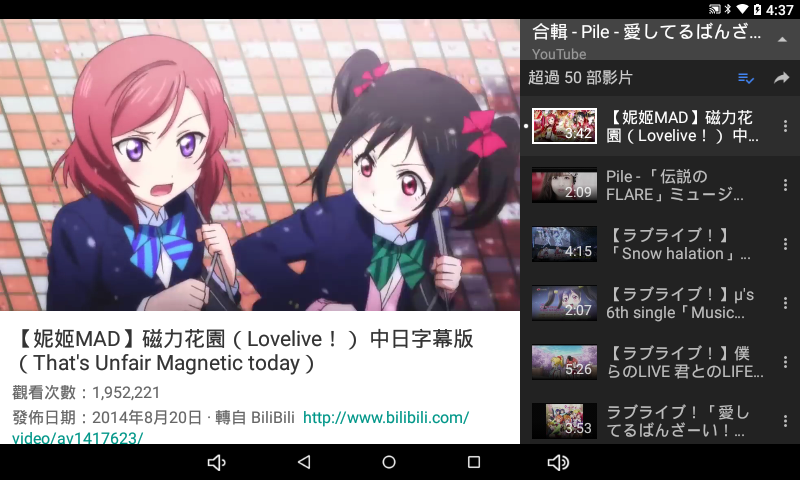 4:37
合輯 - Pile - 愛してるばんざ...
YouTube
超過 50 部影片
3:42
【妮姬MAD】磁力花
園（Lovelive！） 中...
2:09
Pile -「伝説の
FLARE」ミュージ...
4:15
【ラブライブ！】
「Snow halation」...
2:07
【ラブライブ！】μ's
6th single「Music...
5:26
【ラブライブ！】僕
らのLIVE 君とのLIFE...
3:53
ラブライブ！「愛し
てるばんざーい！...
【妮姬MAD】磁力花園（Lovelive！） 中日字幕版
（That's Unfair Magnetic today）
觀看次數：1,952,221
發佈日期：2014年8月20日 · 轉自 BiliBili http://www.bilibili.com/
video/av1417623/